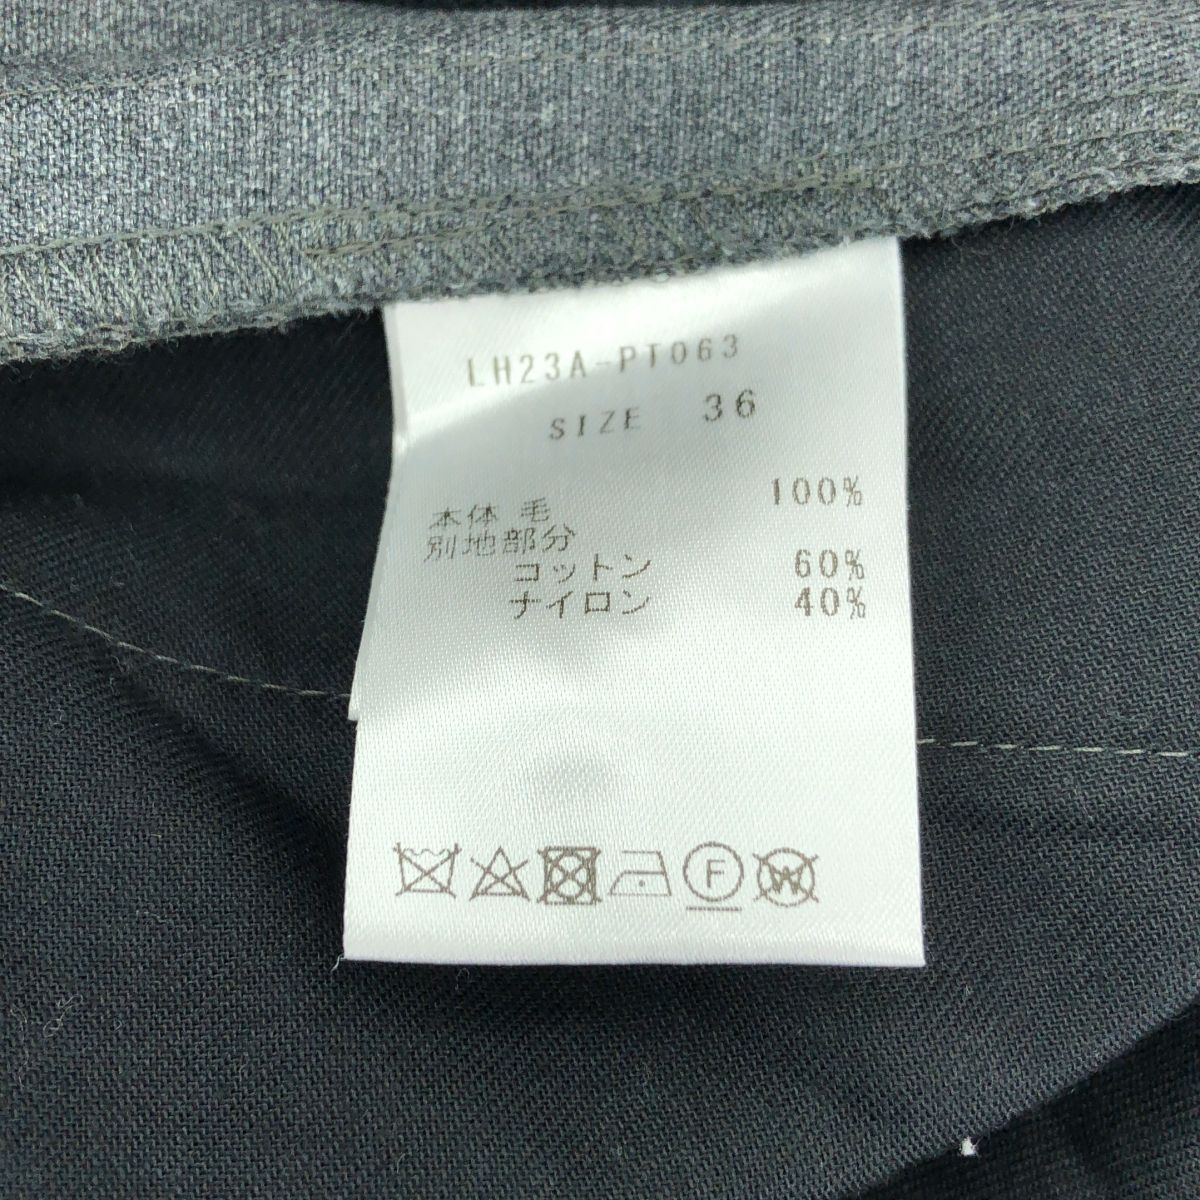 LH23A-PT063
SIZE 36
本体 毛 100%
別地部分
コットン 60%
ナイロン 40%
F W